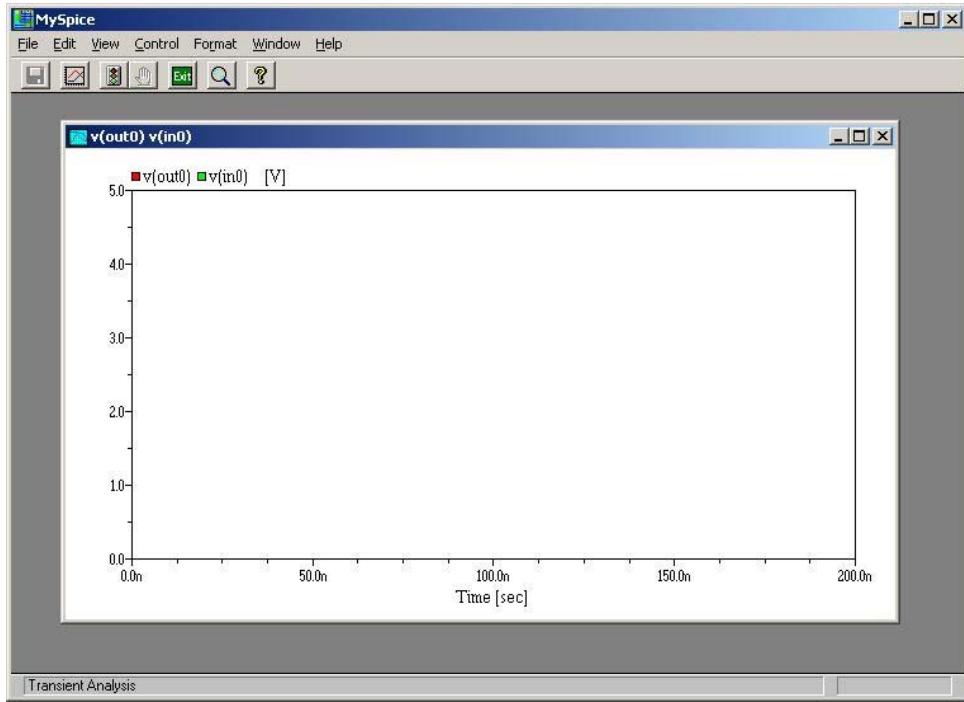 MySpice
File Edit View Control Format Window Help
Exit
v(out0) v(in0)
v(out0) v(in0) [V]
5.0
4.0
3.0
2.0
1.0
0.0
0.0n 50.0n 100.0n 150.0n 200.0n
Time [sec]
Transient Analysis